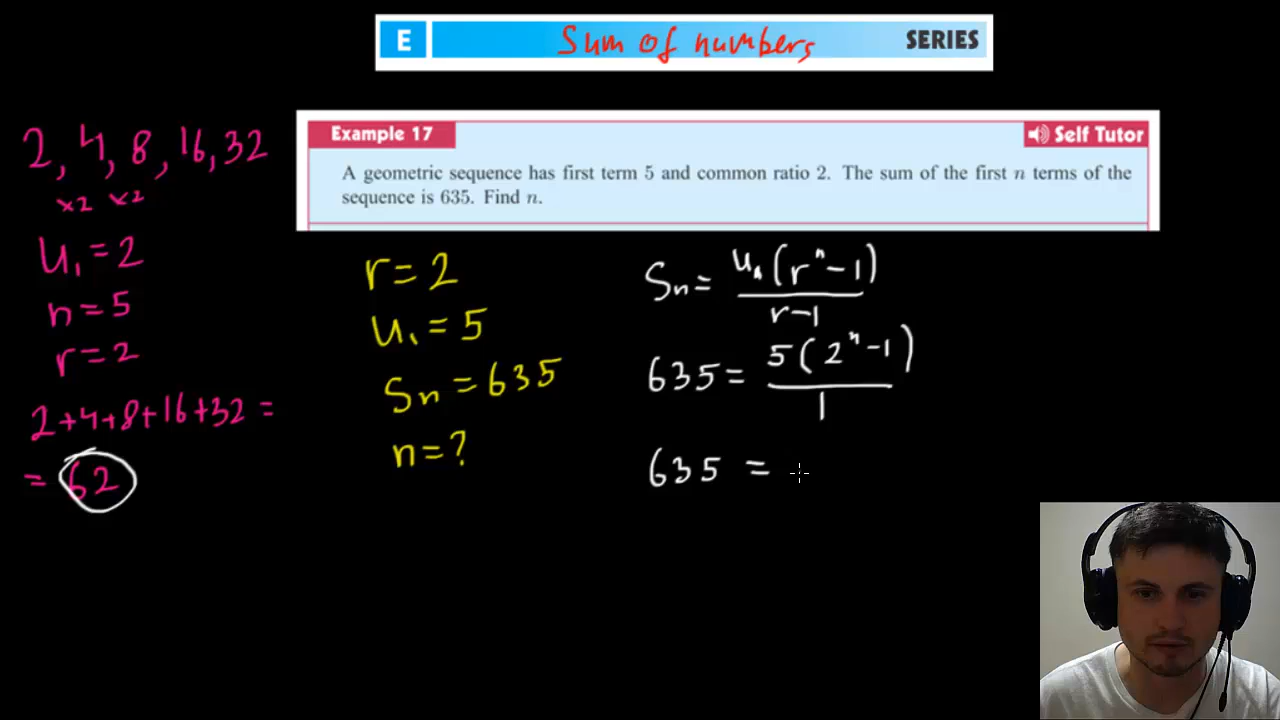 E Sum of numbers SERIES
Example 17 Self Tutor
A geometric sequence has first term 5 and common ratio 2. The sum of the first n terms of the
sequence is 635. Find n.
2, 4, 8, 16, 32
×2 ×2
u₁ = 2
n = 5
r = 2
2+4+8+16+32 =
= 62
r = 2
u₁ = 5
Sn = 635
n = ?
Sn = u₁(rⁿ-1)
r-1
635 = 5(2ⁿ-1)
1
635 =